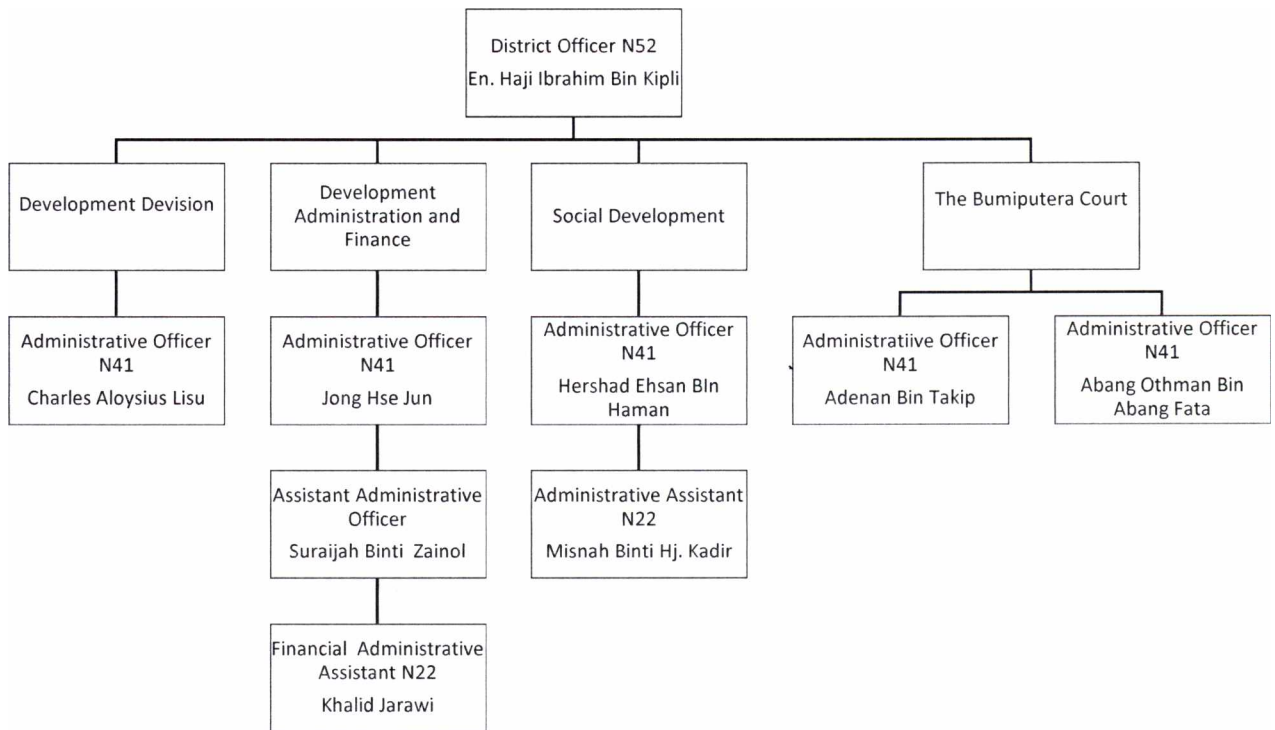 District Officer N52
En. Haji Ibrahim Bin Kipli
Development Devision
Development
Administration and
Finance
Social Development
The Bumiputera Court
Administrative Officer
N41
Charles Aloysius Lisu
Administrative Officer
N41
Jong Hse Jun
Administrative Officer
N41
Hershad Ehsan BIn
Haman
Administratiive Officer
N41
Adenan Bin Takip
Administrative Officer
N41
Abang Othman Bin
Abang Fata
Assistant Administrative
Officer
Suraijah Binti Zainol
Administrative Assistant
N22
Misnah Binti Hj. Kadir
Financial Administrative
Assistant N22
Khalid Jarawi